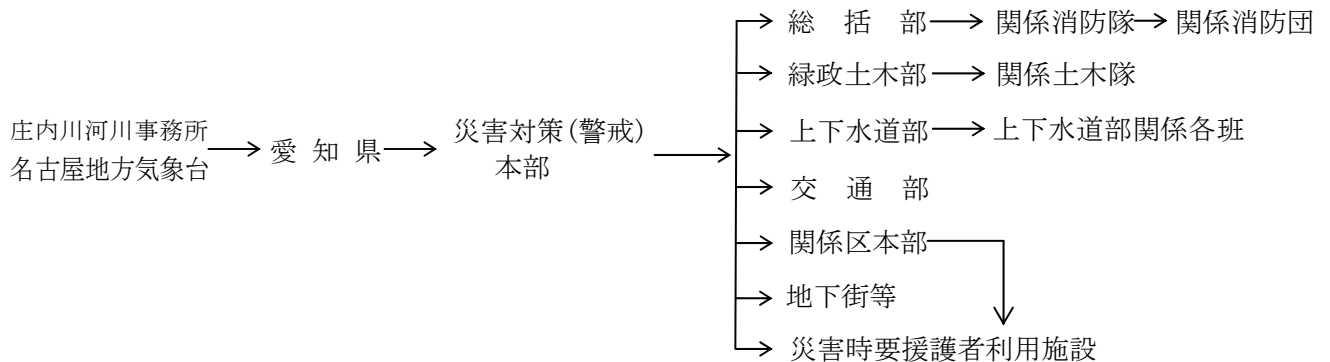 総 括 部 関係消防隊 関係消防団
緑政土木部 関係土木隊
庄内川河川事務所
名古屋地方気象台
愛 知 県
災害対策(警戒)
本部
上下水道部 上下水道部関係各班
交 通 部
関係区本部
地下街等
災害時要援護者利用施設